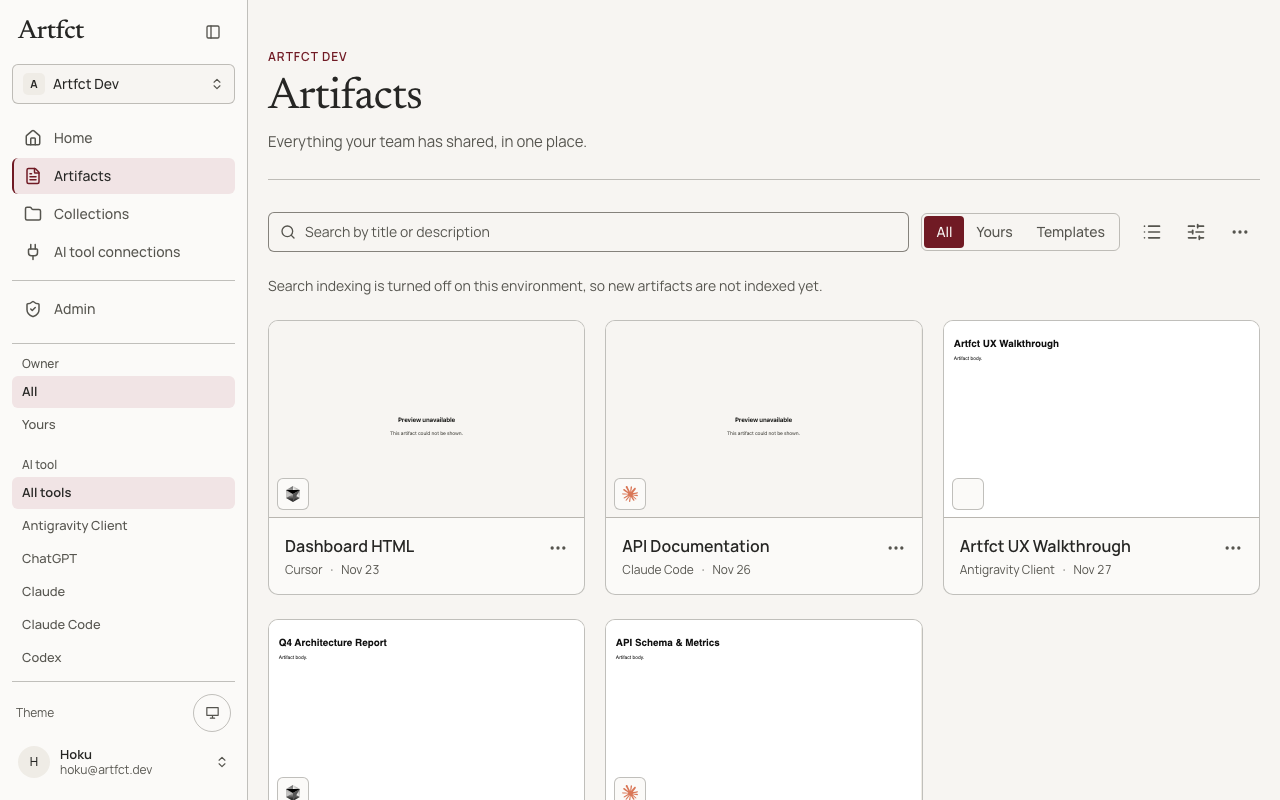 Artfct
A Artfct Dev
Home
Artifacts
Collections
AI tool connections
Admin
Owner
All
Yours
AI tool
All tools
Antigravity Client
ChatGPT
Claude
Claude Code
Codex
Theme
H
Hoku
hoku@artfct.dev
ARTFCT DEV
Artifacts
Everything your team has shared, in one place.
Search by title or description
All Yours Templates
Search indexing is turned off on this environment, so new artifacts are not indexed yet.
Preview unavailable
This artifact could not be shown.
Dashboard HTML
Cursor · Nov 23
Preview unavailable
This artifact could not be shown.
API Documentation
Claude Code · Nov 26
Artfct UX Walkthrough
Artifact body.
Artfct UX Walkthrough
Antigravity Client · Nov 27
Q4 Architecture Report
Artifact body.
API Schema & Metrics
Artifact body.